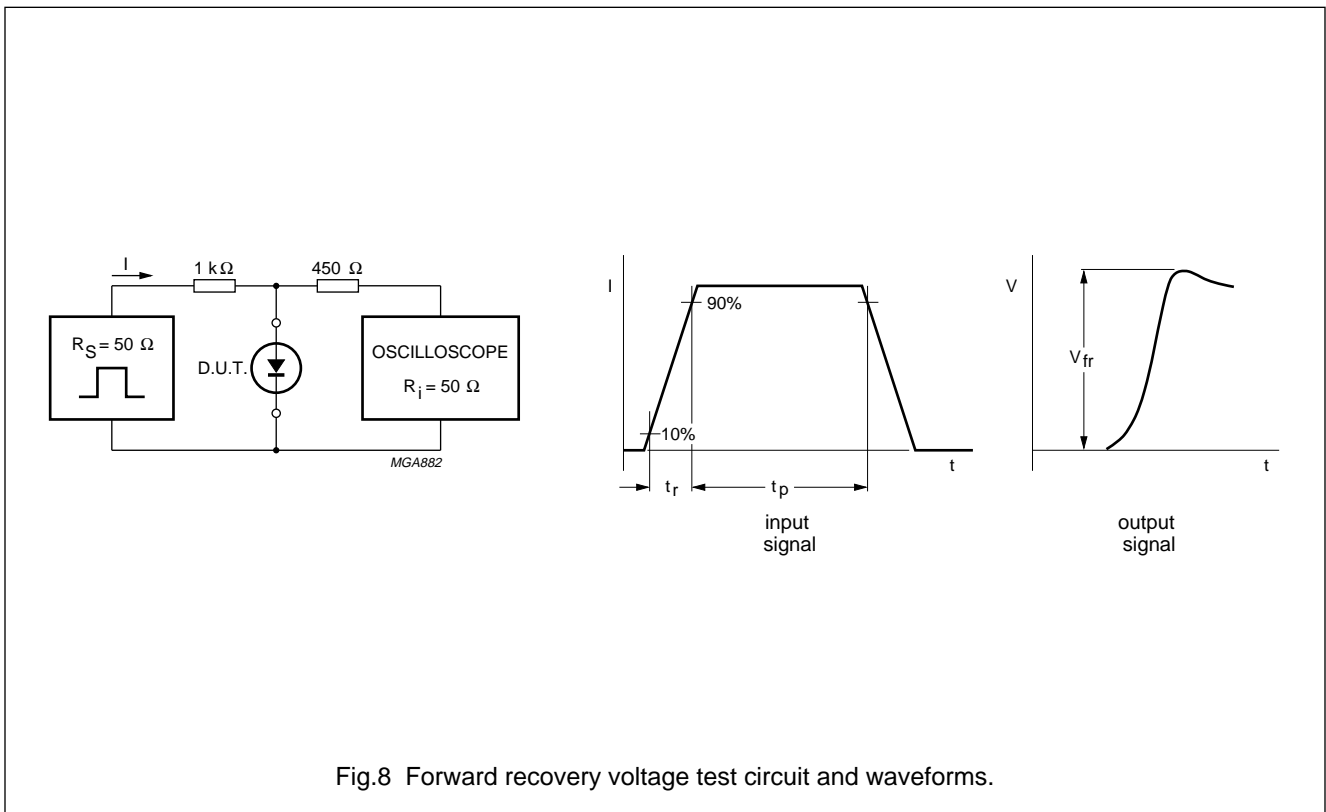 I
1 kΩ
450 Ω
R_S = 50 Ω
D.U.T.
OSCILLOSCOPE
R_i = 50 Ω
MGA882
I
90%
10%
t
t_r
t_p
input
signal
V
V_fr
t
output
signal
Fig.8 Forward recovery voltage test circuit and waveforms.